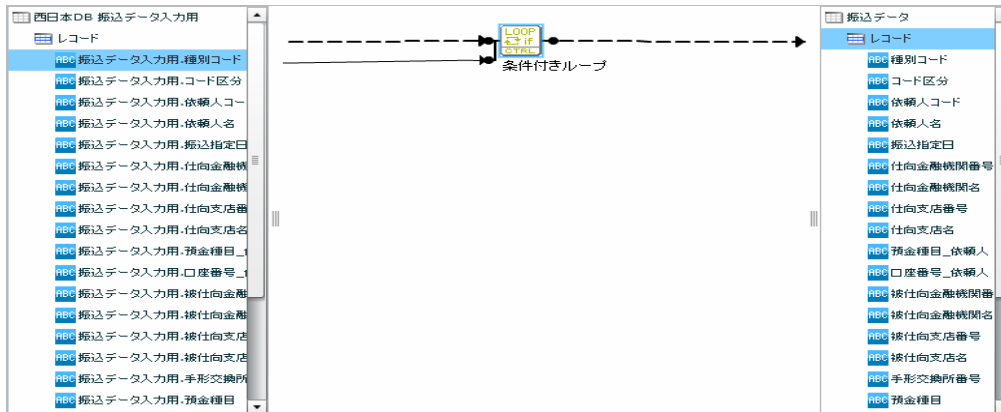 西日本DB 振込データ入力用
レコード
振込データ入力用.種別コード
振込データ入力用.コード区分
振込データ入力用.依頼人コー
振込データ入力用.依頼人名
振込データ入力用.振込指定日
振込データ入力用.仕向金融機
振込データ入力用.仕向金融機
振込データ入力用.仕向支店番
振込データ入力用.仕向支店名
振込データ入力用.預金種目_
振込データ入力用.口座番号_
振込データ入力用.被仕向金融
振込データ入力用.被仕向金融
振込データ入力用.被仕向支店
振込データ入力用.被仕向支店
振込データ入力用.手形交換所
振込データ入力用.預金種目
LOOP
if
CTRL
条件付きループ
振込データ
レコード
種別コード
コード区分
依頼人コード
依頼人名
振込指定日
仕向金融機関番号
仕向金融機関名
仕向支店番号
仕向支店名
預金種目_依頼人
口座番号_依頼人
被仕向金融機関番
被仕向金融機関名
被仕向支店番号
被仕向支店名
手形交換所番号
預金種目